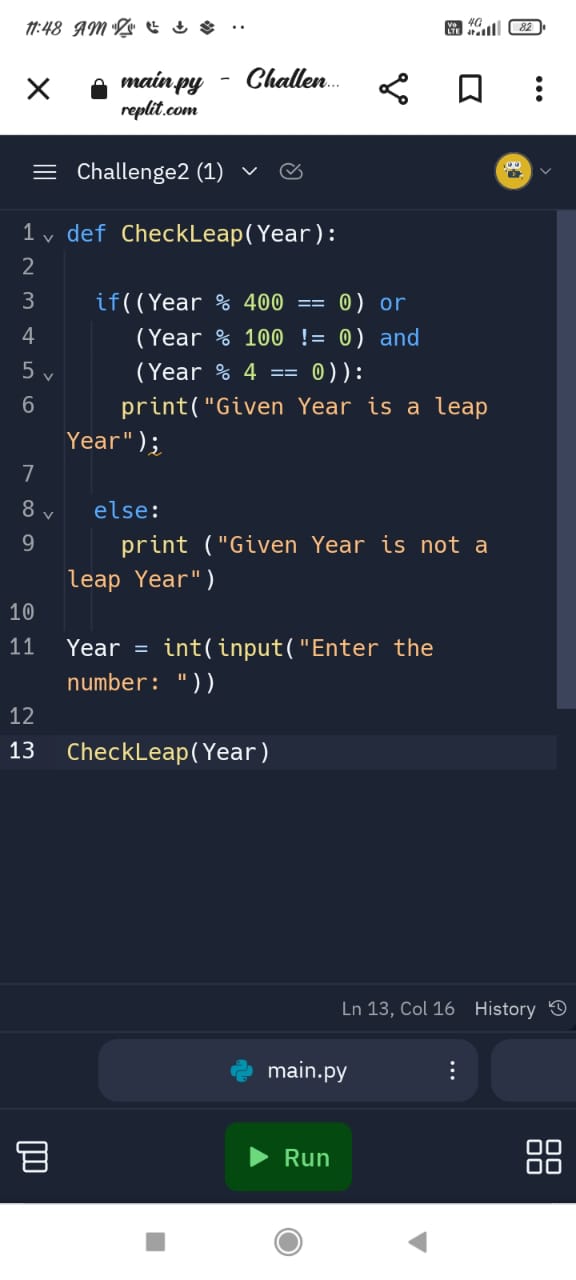 11:48 AM
4G
Vo LTE
82
main.py - Challen...
replit.com
Challenge2 (1)
1 def CheckLeap(Year):
2
3 if((Year % 400 == 0) or
4 (Year % 100 != 0) and
5 (Year % 4 == 0)):
6 print("Given Year is a leap
Year");
7
8 else:
9 print ("Given Year is not a
leap Year")
10
11 Year = int(input("Enter the
number: "))
12
13 CheckLeap(Year)
Ln 13, Col 16 History
main.py
Run